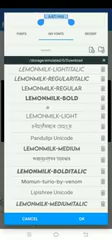 FONTS
MY FONTS
RECENT
/storage/emulated/0/Download
LEMONMILK-LIGHTITALIC
LEMONMILK-REGULARITALIC
LEMONMILK-REGULAR
LEMONMILK-BOLD
LEMONMILK-LIGHT
Pandulipi Unicode
LEMONMILK-MEDIUM
LEMONMILK-BOLDITALIC
Mamun-turu-by-venom
Lipishree Unicode
LEMONMILK-MEDIUMITALIC
CANCEL
OK